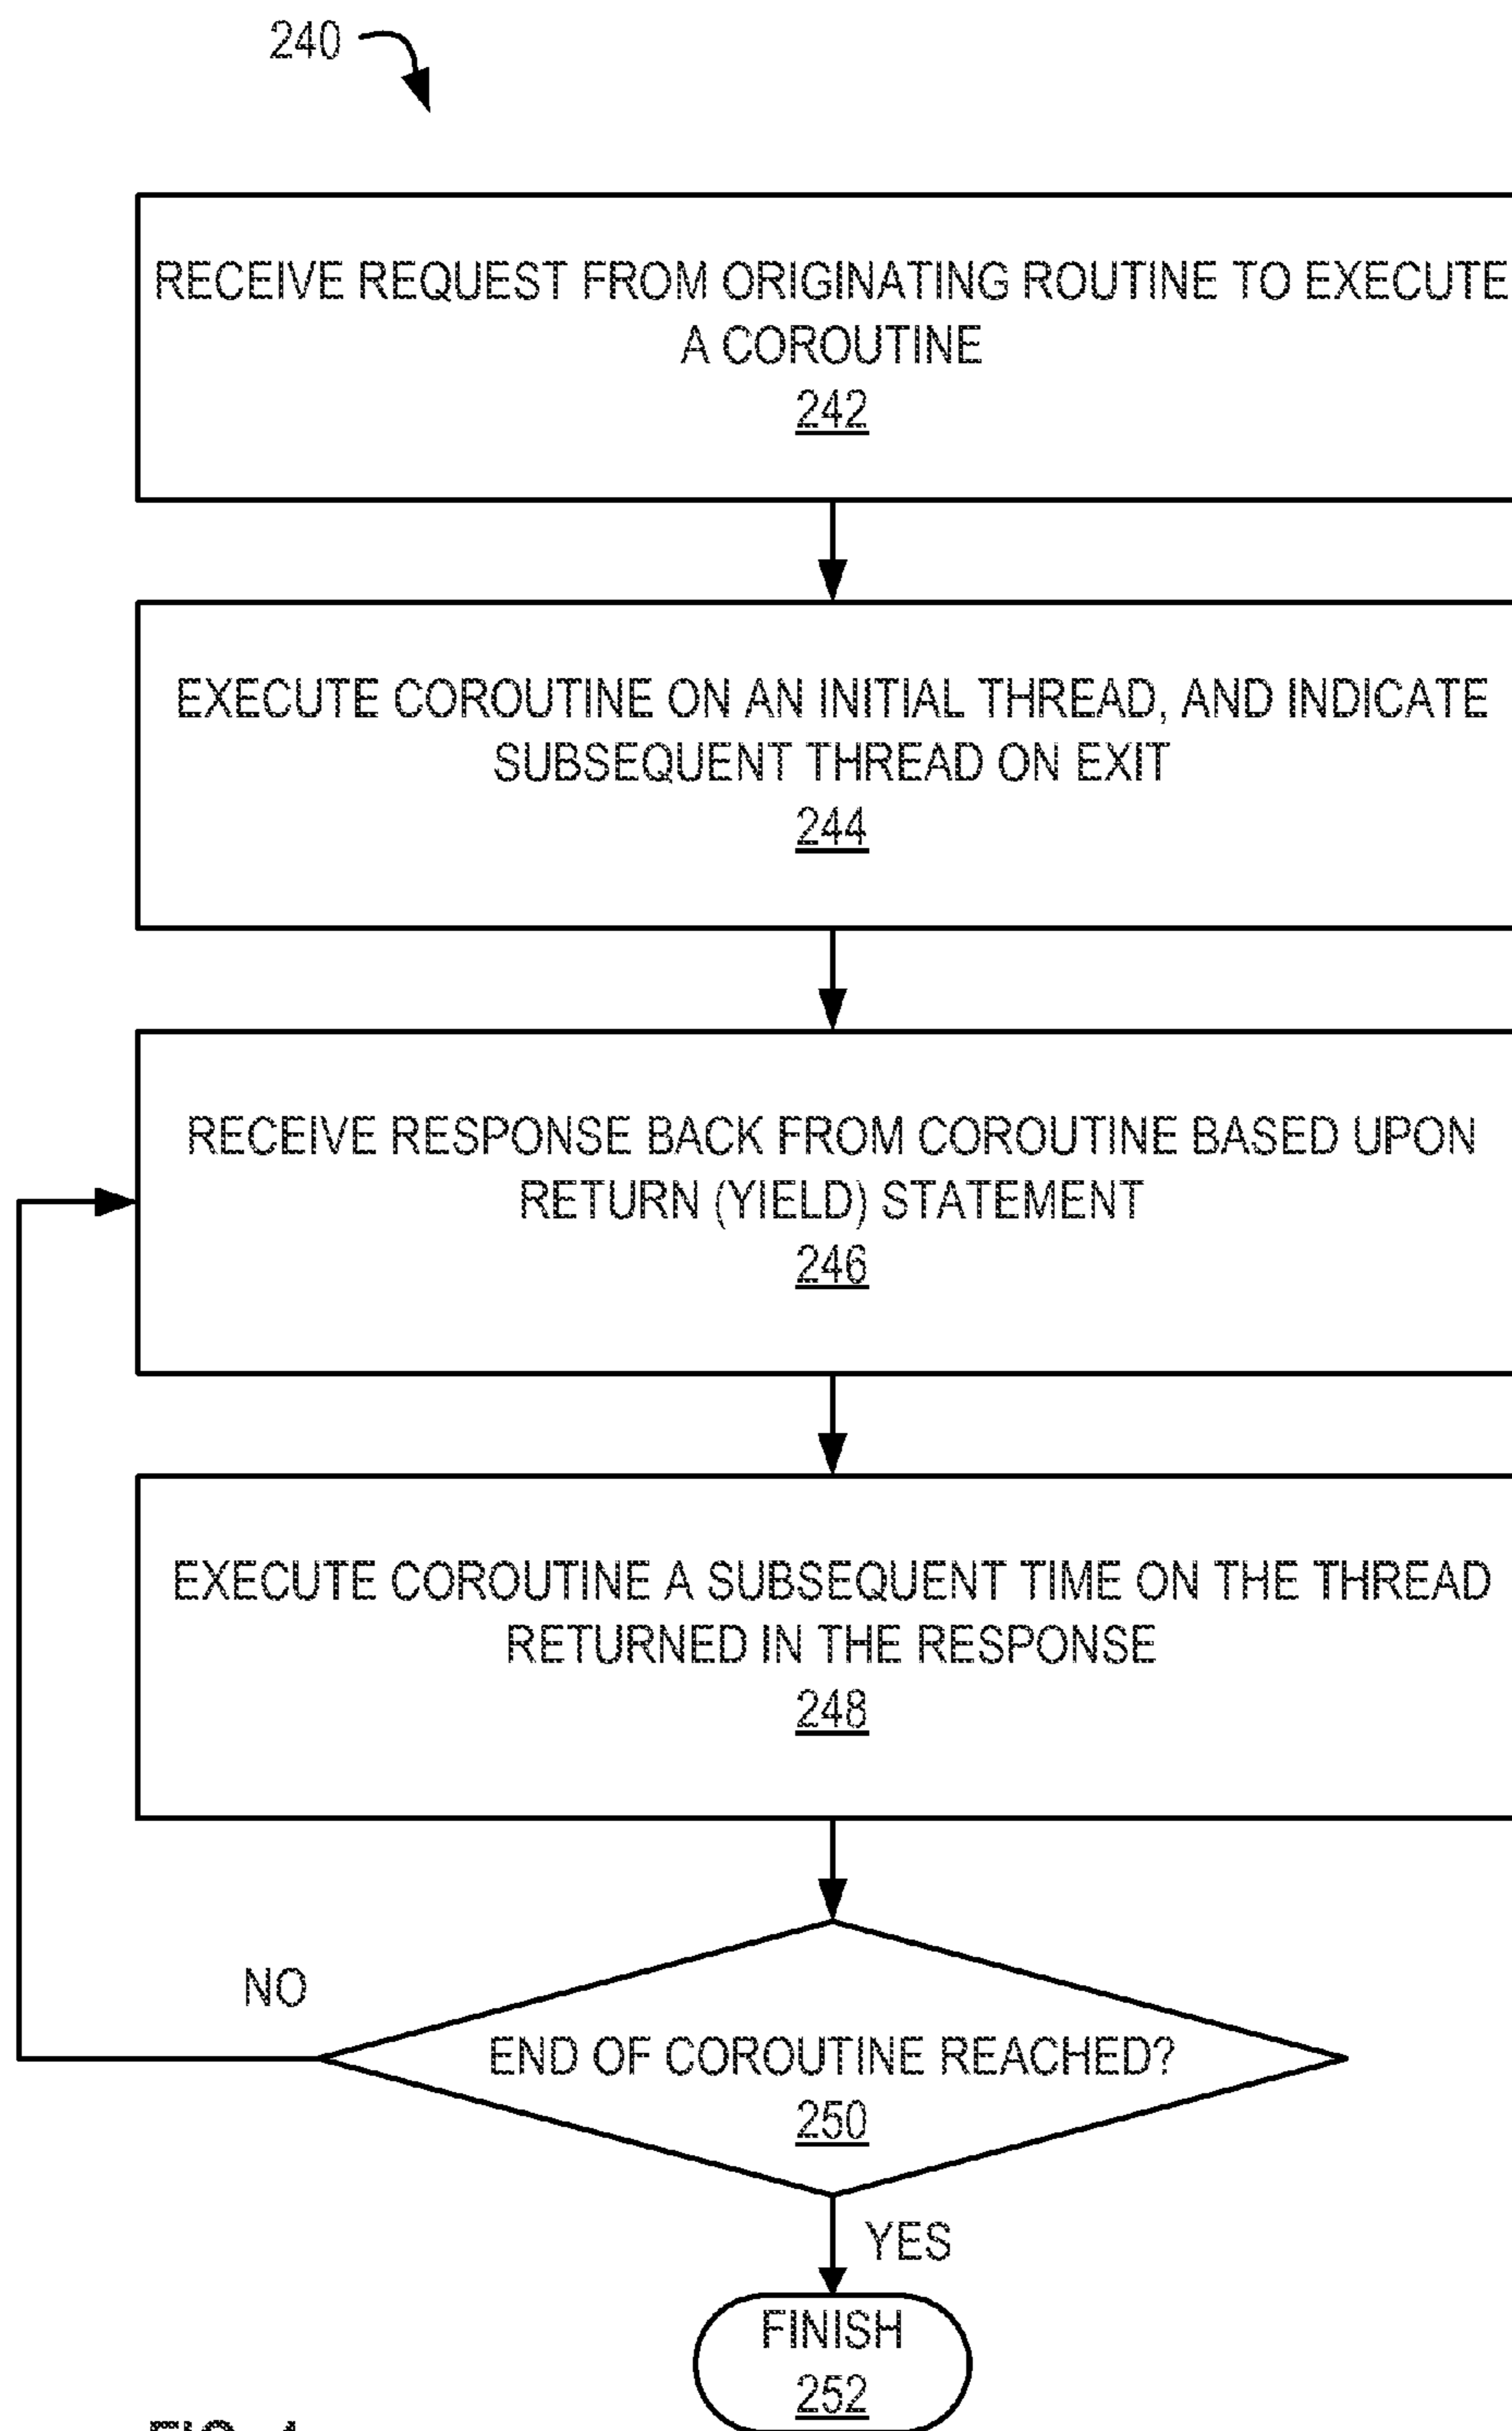 240
RECEIVE REQUEST FROM ORIGINATING ROUTINE TO EXECUTE
A COROUTINE
242
EXECUTE COROUTINE ON AN INITIAL THREAD, AND INDICATE
SUBSEQUENT THREAD ON EXIT
244
RECEIVE RESPONSE BACK FROM COROUTINE BASED UPON
RETURN (YIELD) STATEMENT
246
EXECUTE COROUTINE A SUBSEQUENT TIME ON THE THREAD
RETURNED IN THE RESPONSE
248
NO
END OF COROUTINE REACHED?
250
YES
FINISH
252